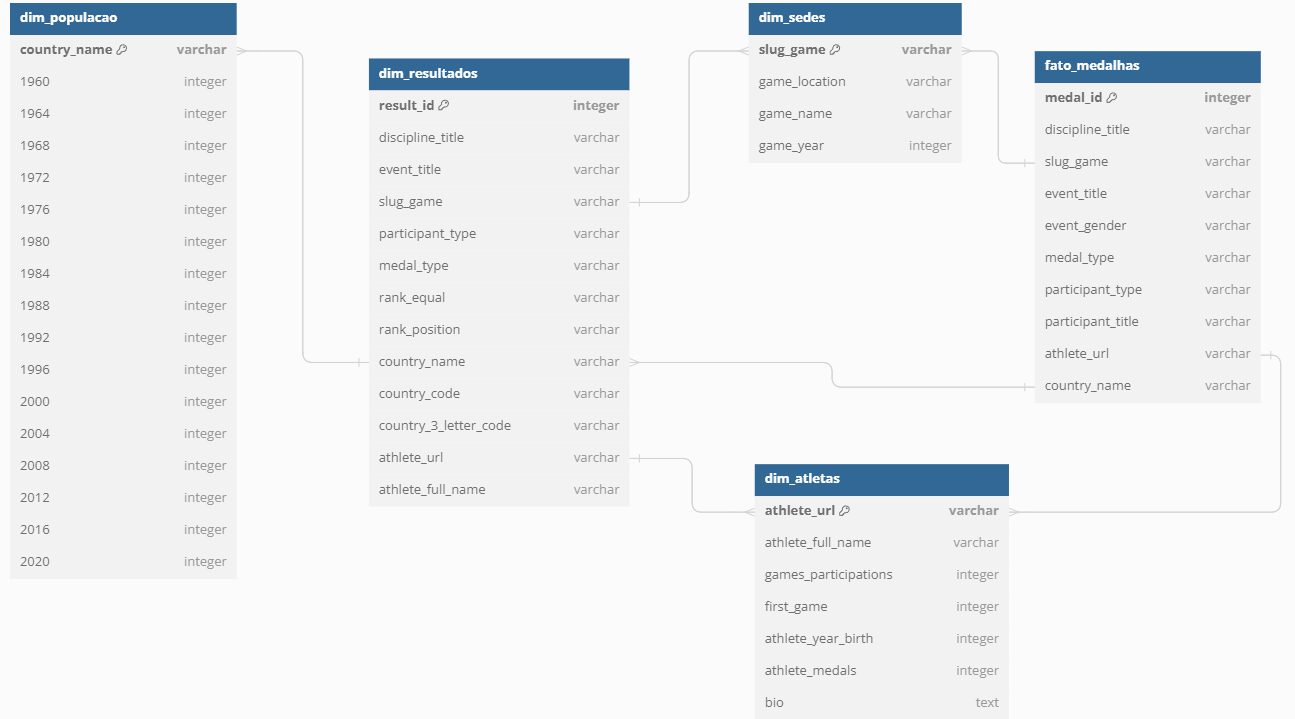 dim_populacao
country_name varchar
1960 integer
1964 integer
1968 integer
1972 integer
1976 integer
1980 integer
1984 integer
1988 integer
1992 integer
1996 integer
2000 integer
2004 integer
2008 integer
2012 integer
2016 integer
2020 integer
dim_resultados
result_id integer
discipline_title varchar
event_title varchar
slug_game varchar
participant_type varchar
medal_type varchar
rank_equal varchar
rank_position varchar
country_name varchar
country_code varchar
country_3_letter_code varchar
athlete_url varchar
athlete_full_name varchar
dim_sedes
slug_game varchar
game_location varchar
game_name varchar
game_year integer
fato_medalhas
medal_id integer
discipline_title varchar
slug_game varchar
event_title varchar
event_gender varchar
medal_type varchar
participant_type varchar
participant_title varchar
athlete_url varchar
country_name varchar
dim_atletas
athlete_url varchar
athlete_full_name varchar
games_participations integer
first_game integer
athlete_year_birth integer
athlete_medals integer
bio text